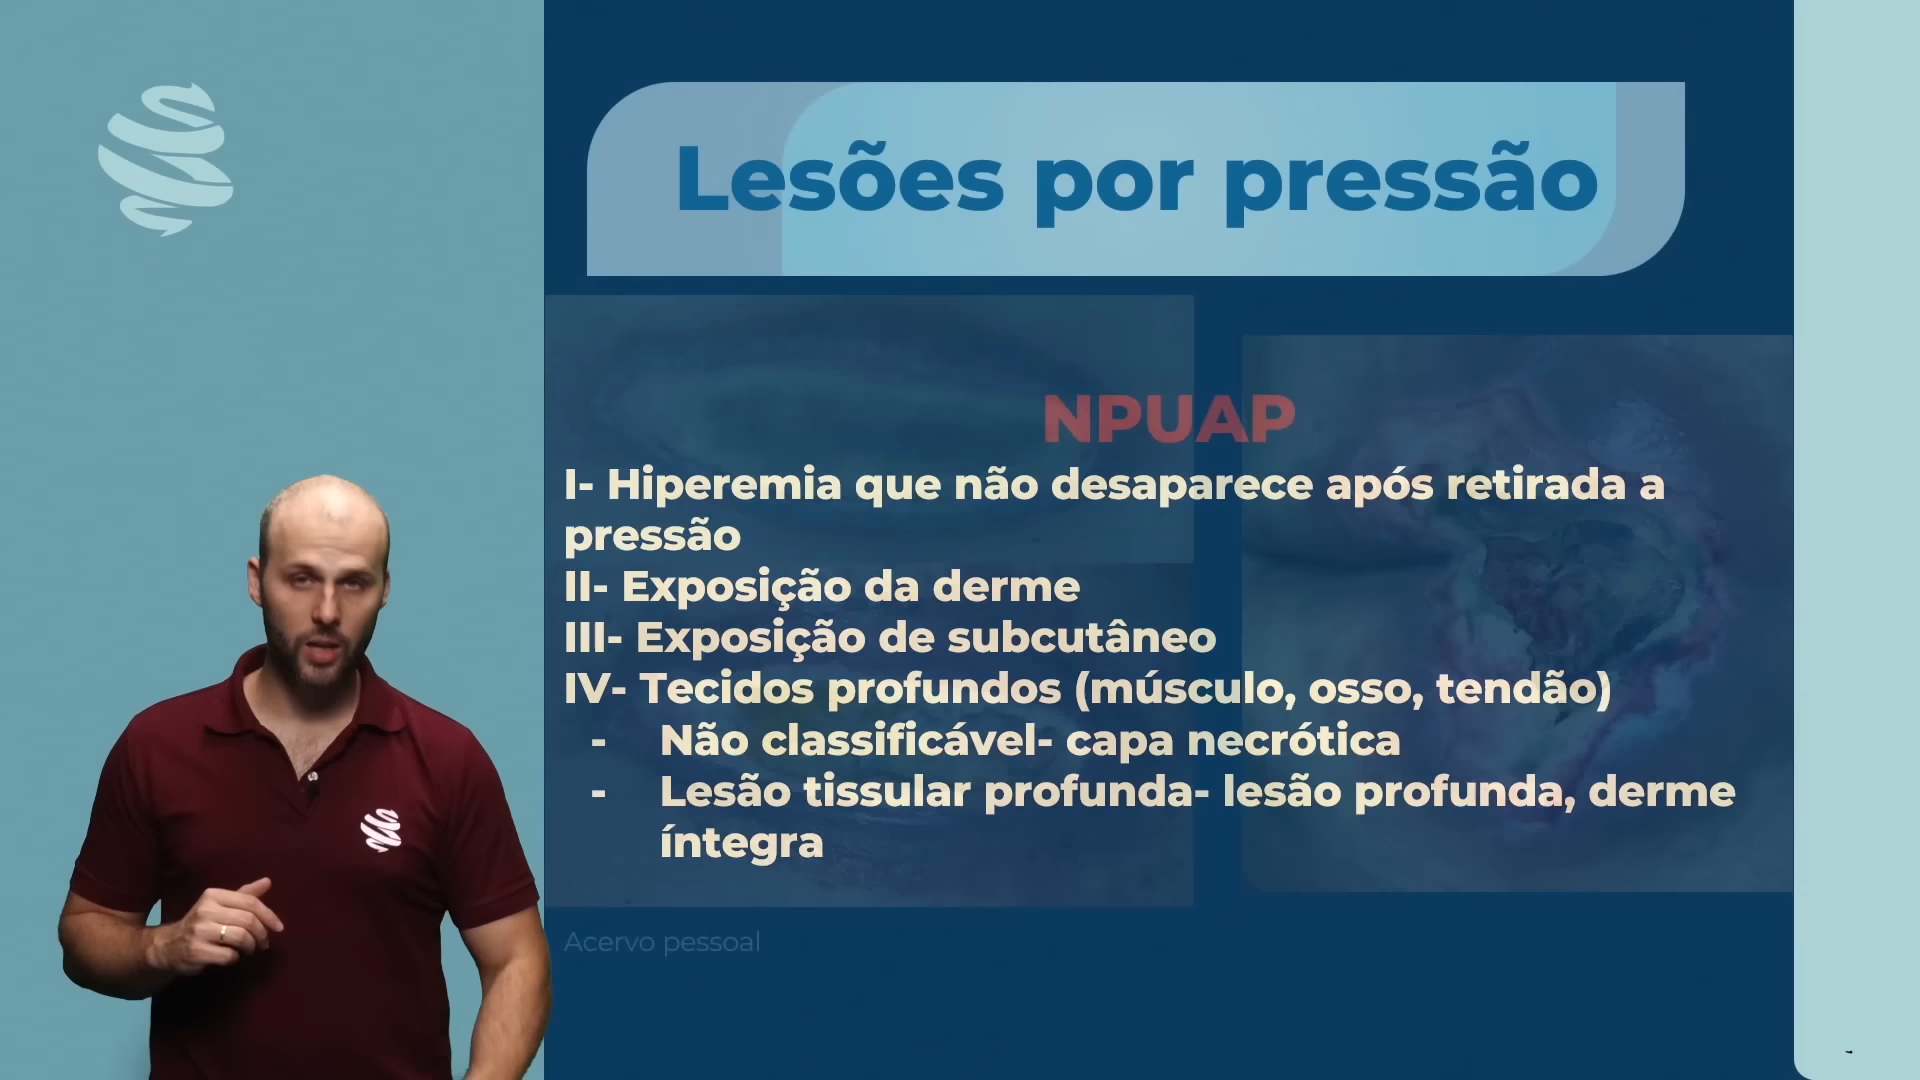 Lesões por pressão
NPUAP
I- Hiperemia que não desaparece após retirada a
pressão
II- Exposição da derme
III- Exposição de subcutâneo
IV- Tecidos profundos (músculo, osso, tendão)
- Não classificável- capa necrótica
- Lesão tissular profunda- lesão profunda, derme
íntegra
Acervo pessoal